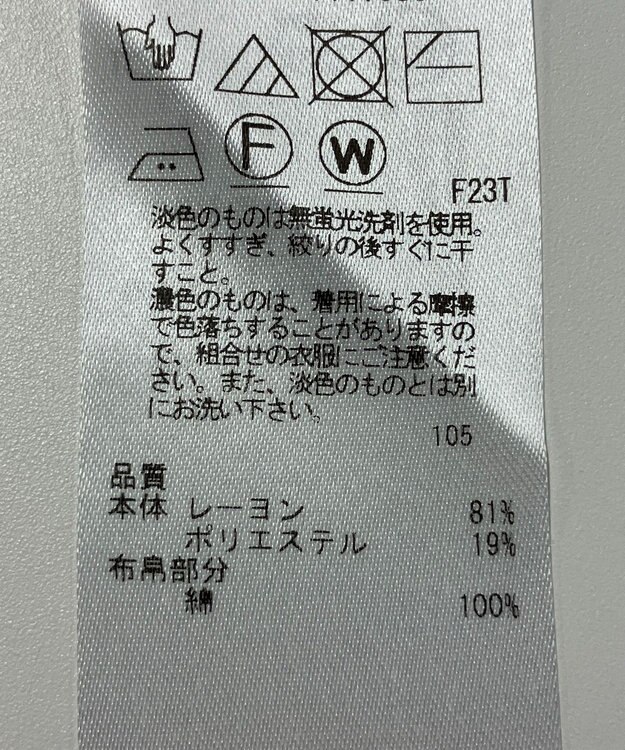 F
W
F23T
淡色のものは無蛍光洗剤を使用。
よくすすぎ、絞りの後すぐに干
すこと。
濃色のものは、着用による摩擦
で色落ちすることがありますの
で、組合せの衣服にご注意くだ
さい。また、淡色のものとは別
にお洗い下さい。
105
品質
本体 レーヨン 81%
ポリエステル 19%
布帛部分
綿 100%